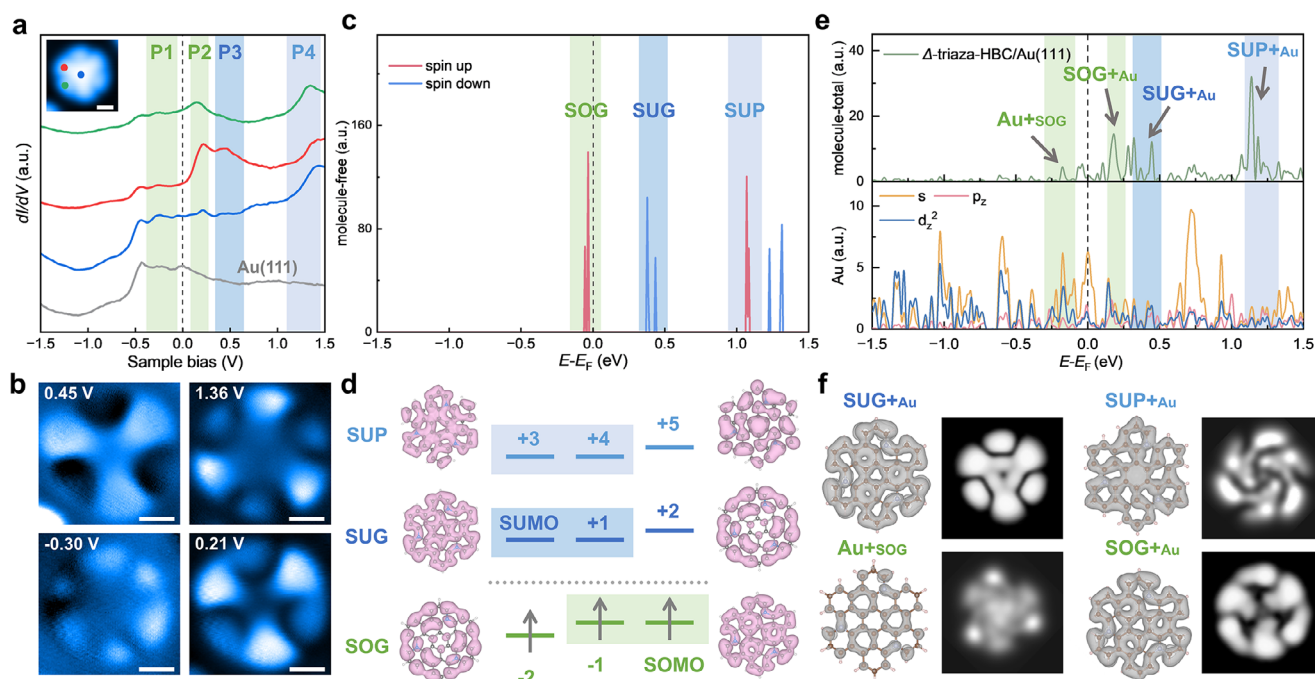 a
P1
P2
P3
P4
dI/dV (a.u.)
Au(111)
−1.5
−1.0
−0.5
0.0
0.5
1.0
1.5
Sample bias (V)
b
0.45 V
1.36 V
-0.30 V
0.21 V
c
spin up
spin down
SOG
SUG
SUP
molecule-free (a.u.)
160
80
0
−1.5
−1.0
−0.5
0.0
0.5
1.0
1.5
E-EF (eV)
d
SUP
+3
+4
+5
SUG
SUMO
+1
+2
SOG
-2
-1
SOMO
e
Δ-triaza-HBC/Au(111)
SUP+Au
SOG+Au
SUG+Au
Au+SOG
molecule-total (a.u.)
40
20
0
s
pz
dz2
Au (a.u.)
10
5
0
−1.5
−1.0
−0.5
0.0
0.5
1.0
1.5
E-EF (eV)
f
SUG+Au
SUP+Au
Au+SOG
SOG+Au